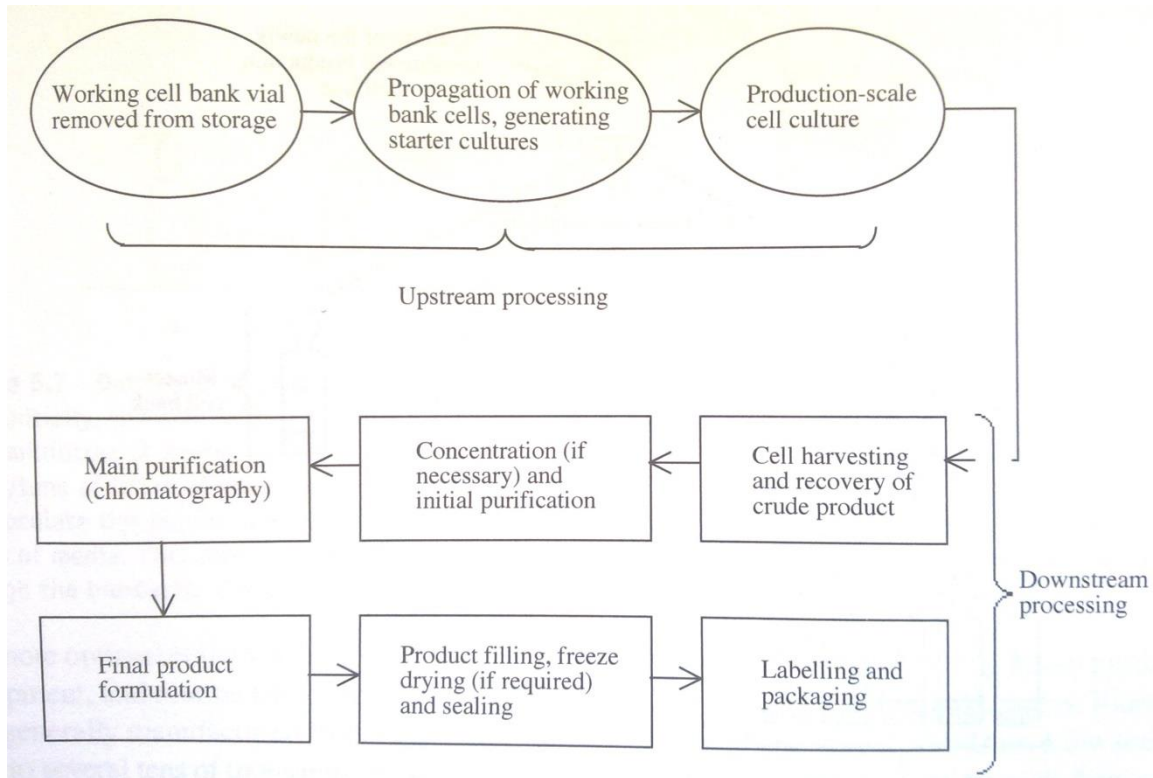 Working cell bank vial
removed from storage
Propagation of working
bank cells, generating
starter cultures
Production-scale
cell culture
Upstream processing
Main purification
(chromatography)
Concentration (if
necessary) and
initial purification
Cell harvesting
and recovery of
crude product
Downstream
processing
Final product
formulation
Product filling, freeze
drying (if required)
and sealing
Labelling and
packaging